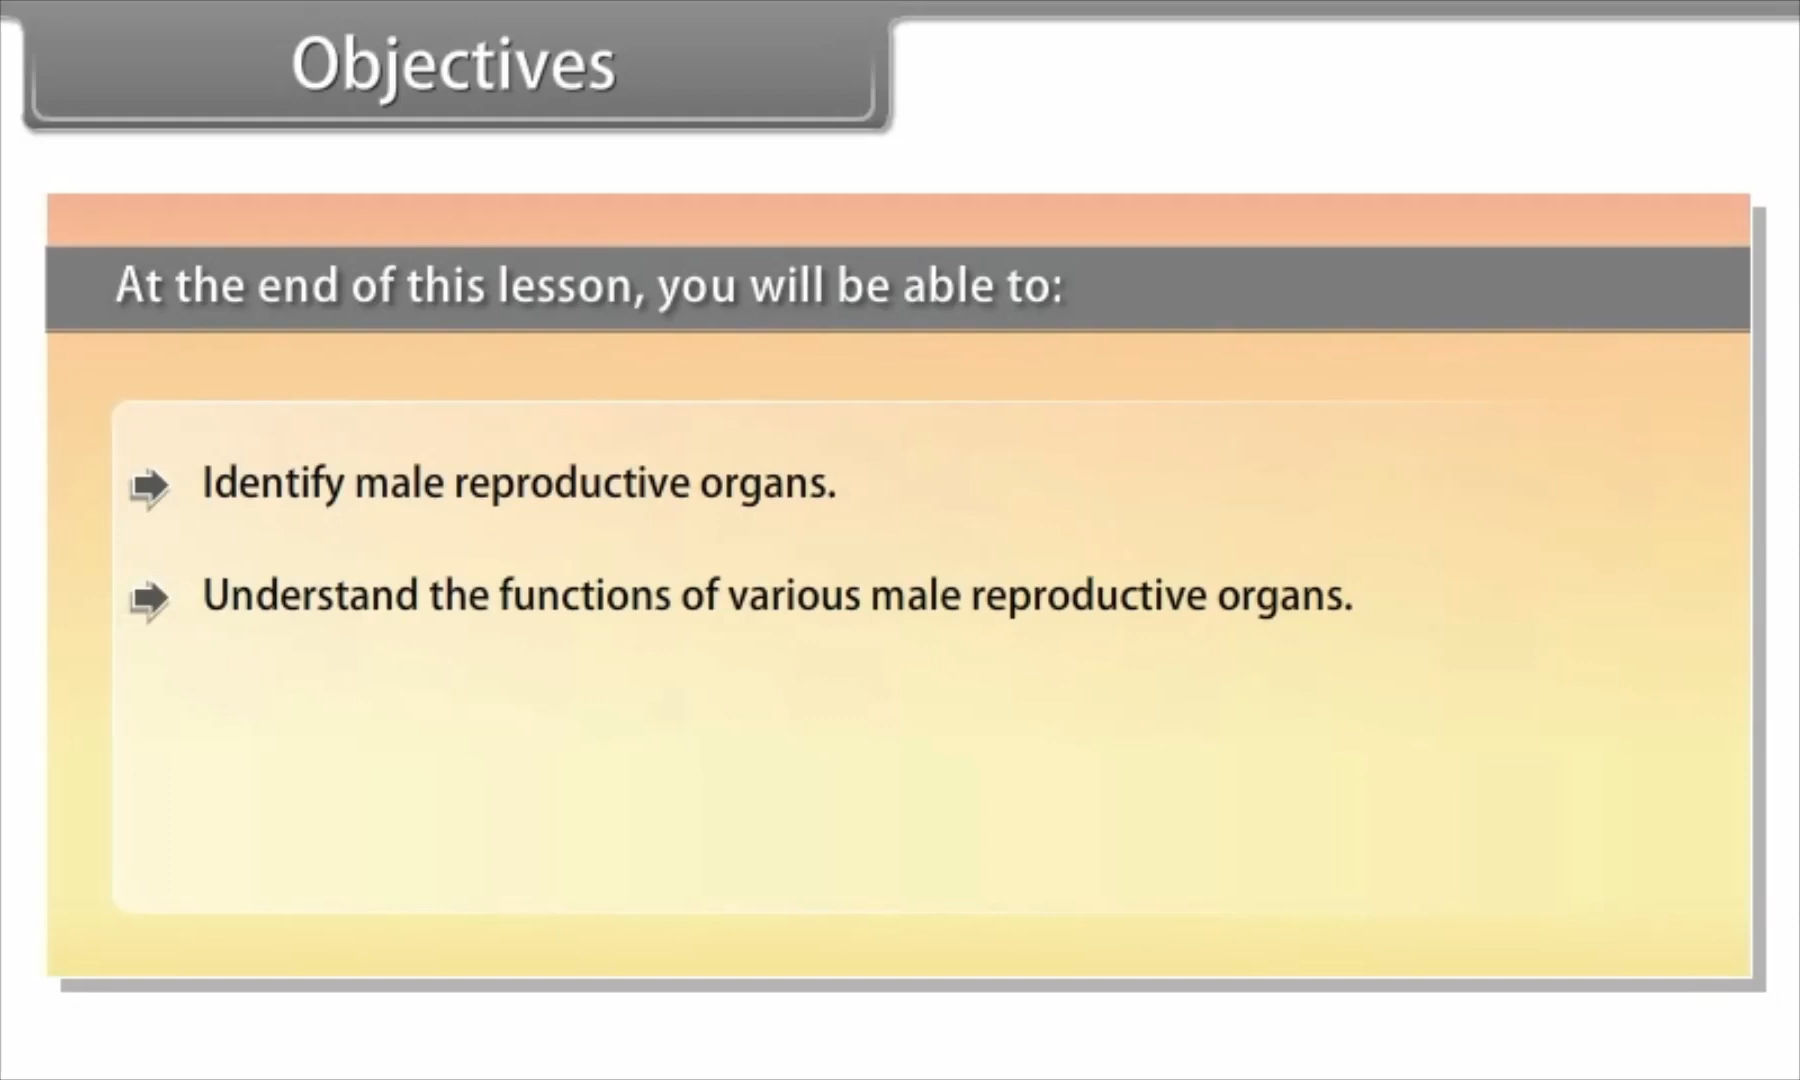 Objectives
At the end of this lesson, you will be able to:
Identify male reproductive organs.
Understand the functions of various male reproductive organs.